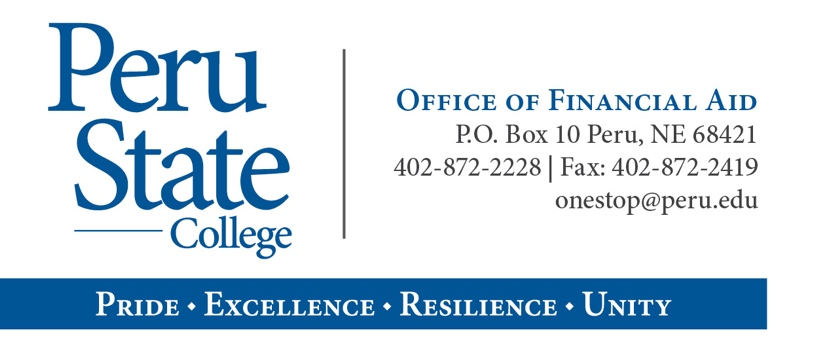 Peru
State
College
Office of Financial Aid
P.O. Box 10 Peru, NE 68421
402-872-2228 | Fax: 402-872-2419
onestop@peru.edu
Pride • Excellence • Resilience • Unity